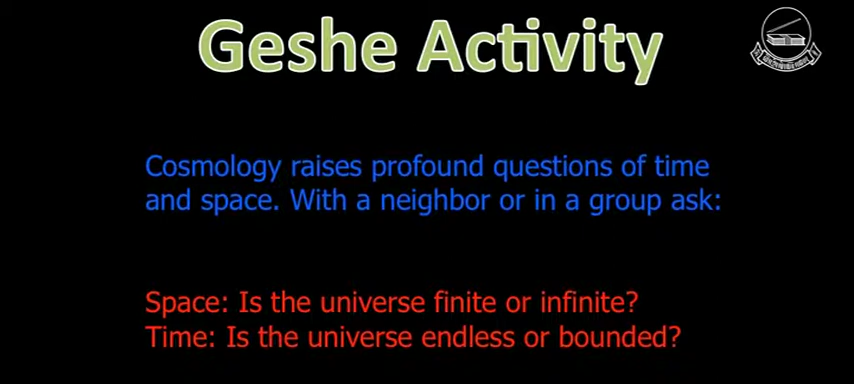 Geshe Activity
Cosmology raises profound questions of time
and space. With a neighbor or in a group ask:
Space: Is the universe finite or infinite?
Time: Is the universe endless or bounded?